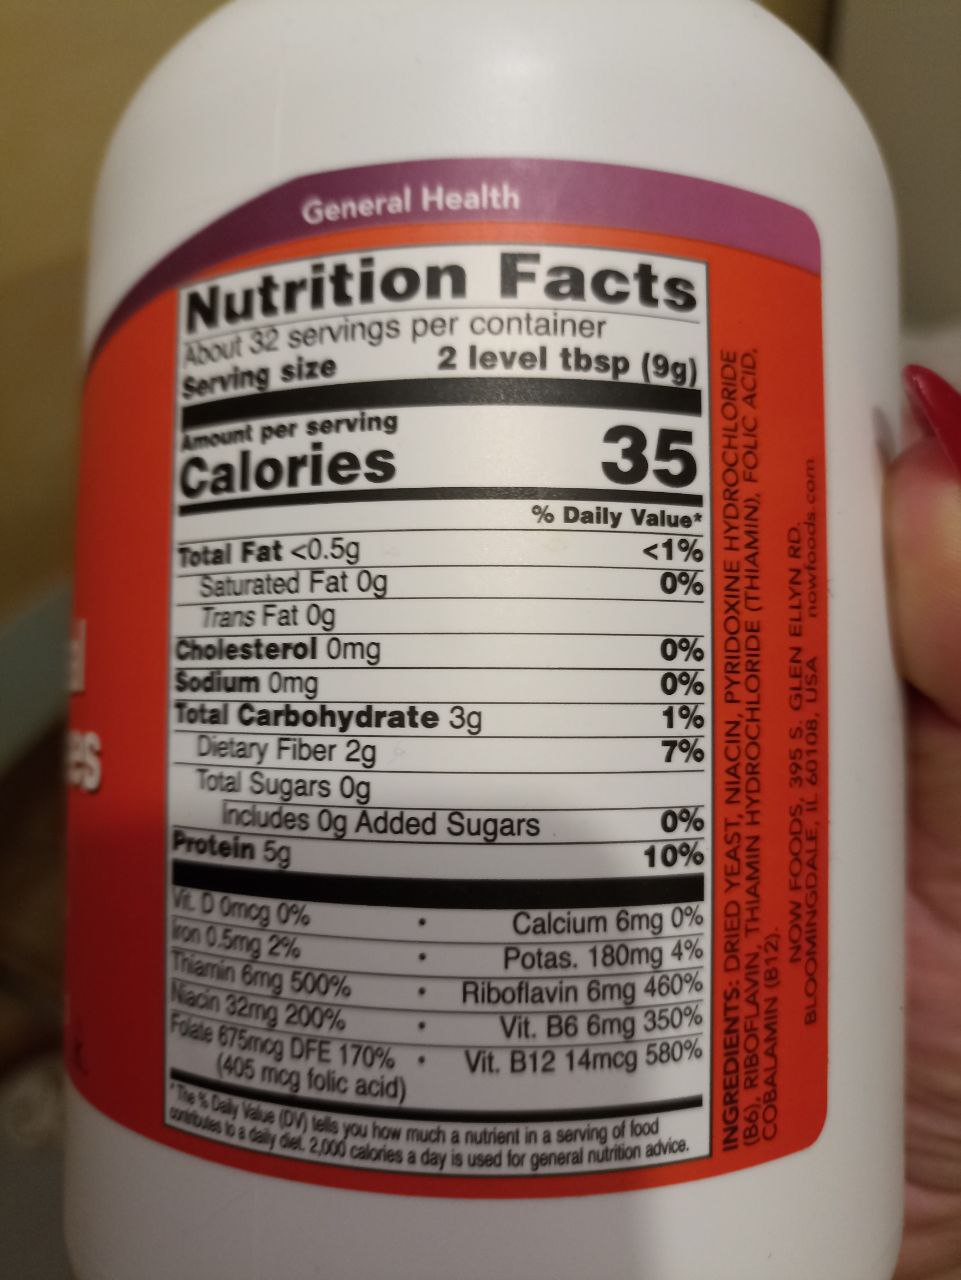 General Health
Nutrition Facts
About 32 servings per container
Serving size 2 level tbsp (9g)
Amount per serving
Calories 35
% Daily Value*
Total Fat <0.5g <1%
Saturated Fat 0g 0%
Trans Fat 0g
Cholesterol 0mg 0%
Sodium 0mg 0%
Total Carbohydrate 3g 1%
Dietary Fiber 2g 7%
Total Sugars 0g
Includes 0g Added Sugars 0%
Protein 5g 10%
Vit. D 0mcg 0% • Calcium 6mg 0%
Iron 0.5mg 2% • Potas. 180mg 4%
Thiamin 6mg 500% • Riboflavin 6mg 460%
Niacin 32mg 200% • Vit. B6 6mg 350%
Folate 675mcg DFE 170% • Vit. B12 14mcg 580%
(405 mcg folic acid)
*The % Daily Value (DV) tells you how much a nutrient in a serving of food
contributes to a daily diet. 2,000 calories a day is used for general nutrition advice.
INGREDIENTS: DRIED YEAST, NIACIN, PYRIDOXINE HYDROCHLORIDE
(B6), RIBOFLAVIN, THIAMIN HYDROCHLORIDE (THIAMIN), FOLIC ACID,
COBALAMIN (B12).
NOW FOODS, 395 S. GLEN ELLYN RD.
BLOOMINGDALE, IL 60108, USA nowfoods.com